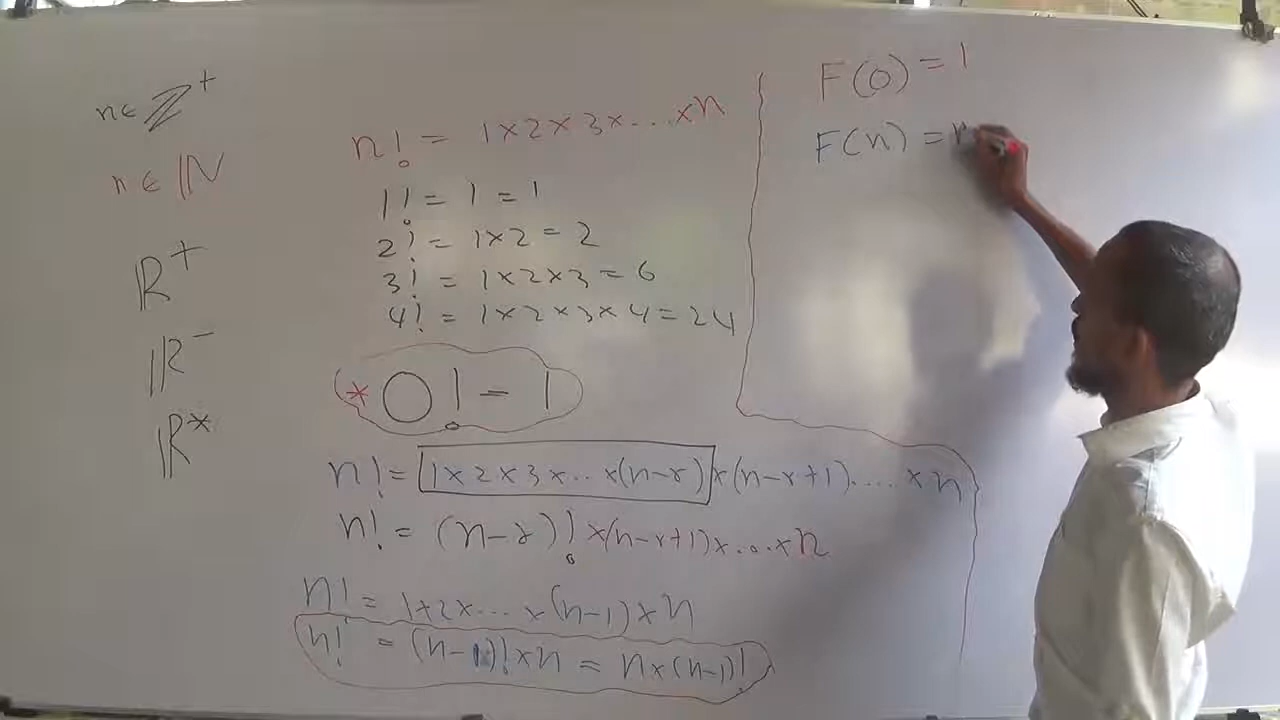 n ∈ ℤ⁺
n ∈ ℕ
ℝ⁺
ℝ⁻
ℝ*
n! = 1×2×3×...×n
1! = 1 = 1
2! = 1×2 = 2
3! = 1×2×3 = 6
4! = 1×2×3×4 = 24
* 0! = 1
n! = 1×2×3×...×(n-r)×(n-r+1).....×n
n! = (n-r)!×(n-r+1)×...×n
n! = 1×2×....×(n-1)×n
n! = (n-1)!×n = n×(n-1)!
F(0) = 1
F(n) = n